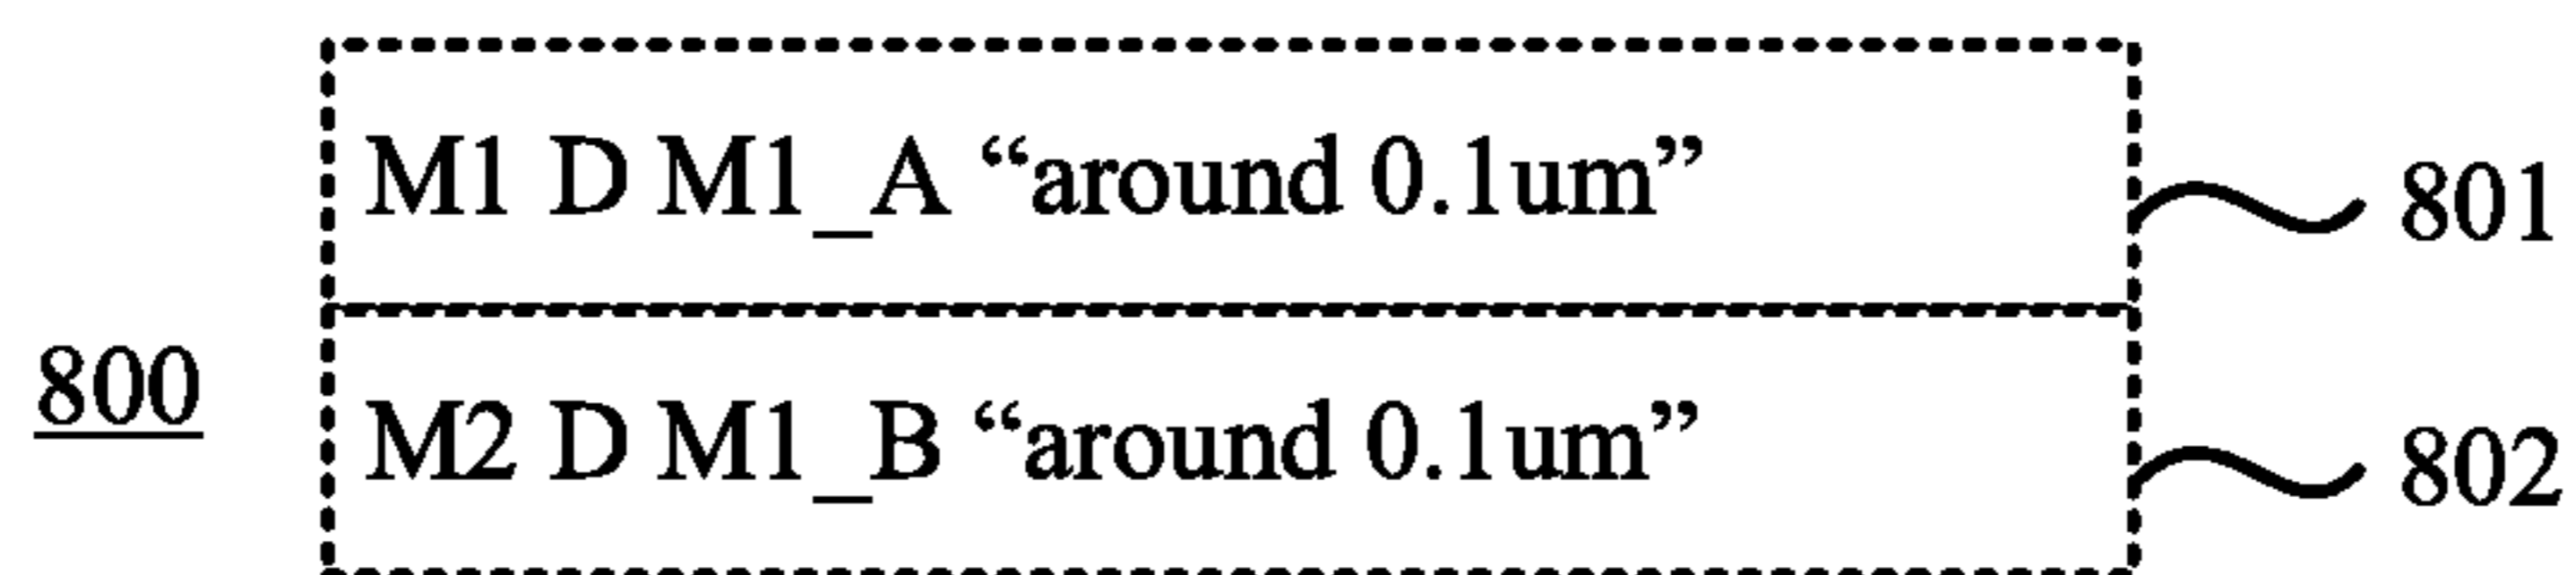 M1 D M1_A “around 0.1um” 801
800
M2 D M1_B “around 0.1um” 802